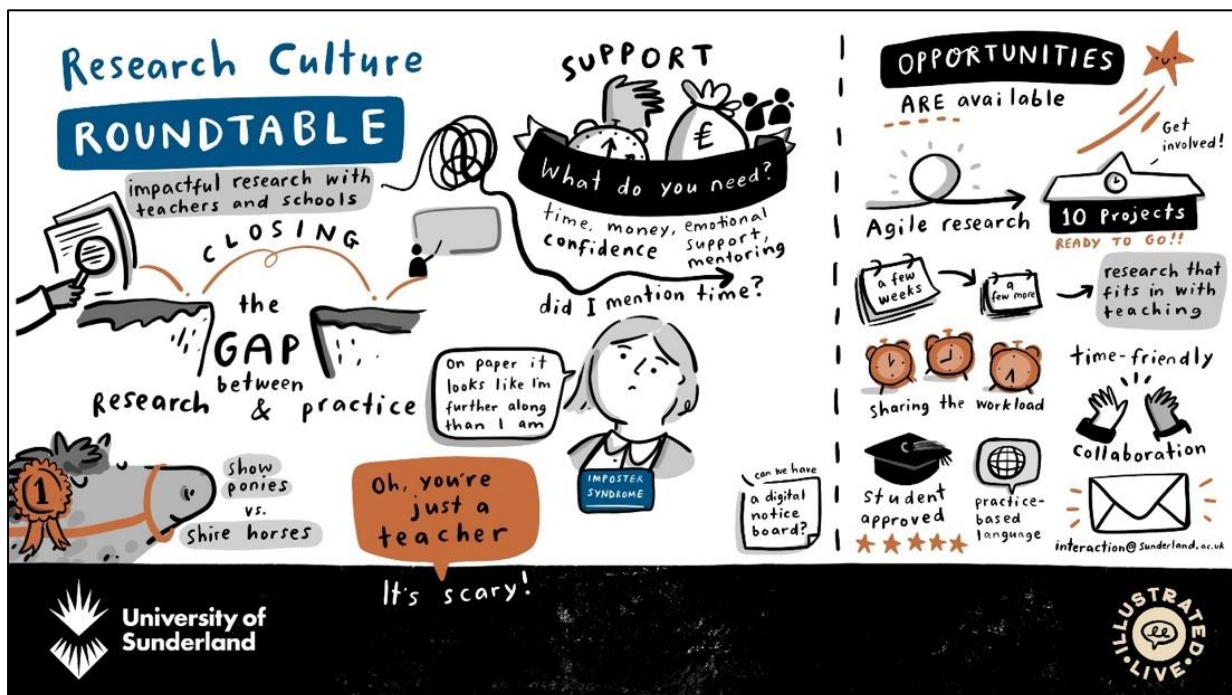 Research Culture
ROUNDTABLE
impactful research with
teachers and schools
CLOSING
the
GAP
between
Research & practice
SUPPORT
£
What do you need?
time, money, emotional
confidence support,
mentoring
did I mention time?
On paper it
looks like I'm
further along
than I am
IMPOSTER
SYNDROME
1
show
ponies
vs.
shire horses
Oh, you're
just a
teacher
It's scary!
can we have
a digital
notice
board?
OPPORTUNITIES
ARE available
Get
involved!
Agile research
10 Projects
READY TO GO!!
a few
weeks
a
few more
research that
fits in with
teaching
sharing the workload
time-friendly
collaboration
student
approved
practice-
based
language
interaction@sunderland.ac.uk
University of
Sunderland
ILLUSTRATED.
LIVE.